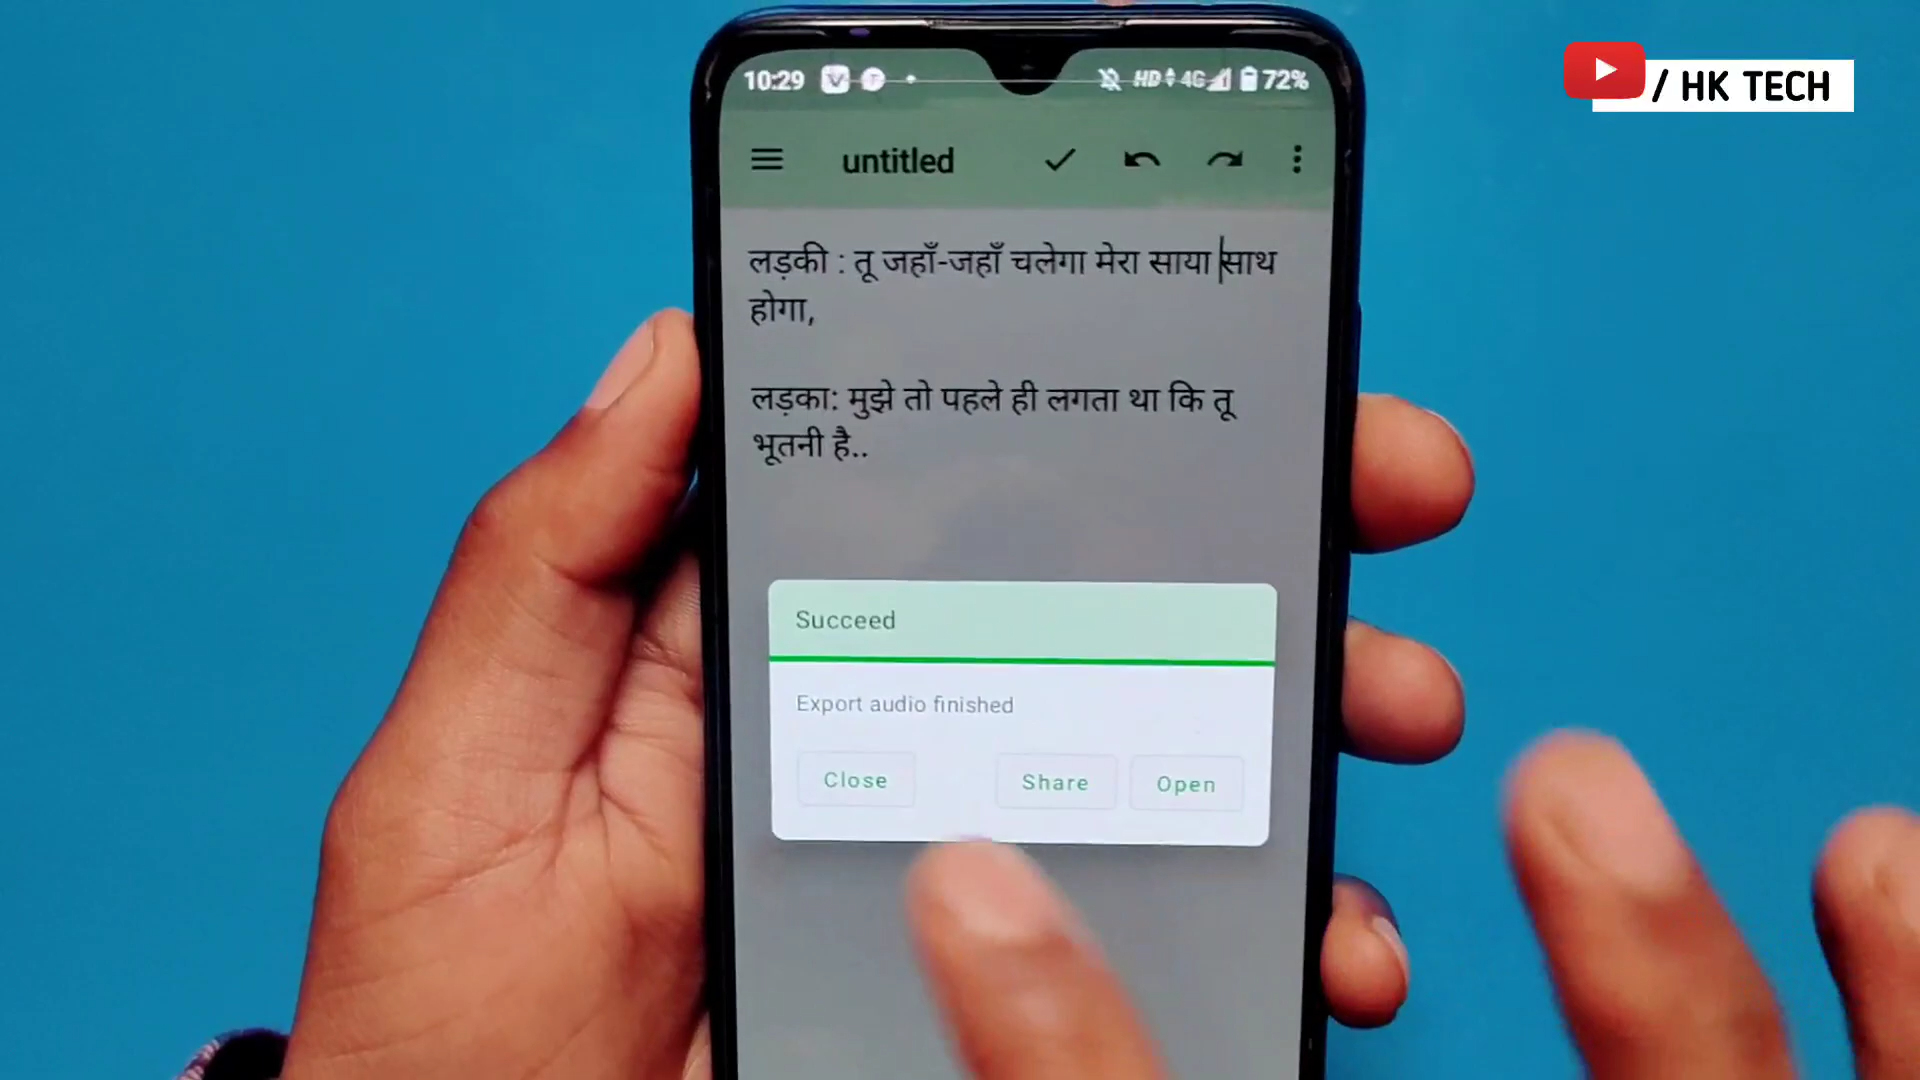 / HK TECH
10:29 HD 4G 72%
untitled
लड़की : तू जहाँ-जहाँ चलेगा मेरा साया साथ
होगा,
लड़का: मुझे तो पहले ही लगता था कि तू
भूतनी है..
Succeed
Export audio finished
Close Share Open